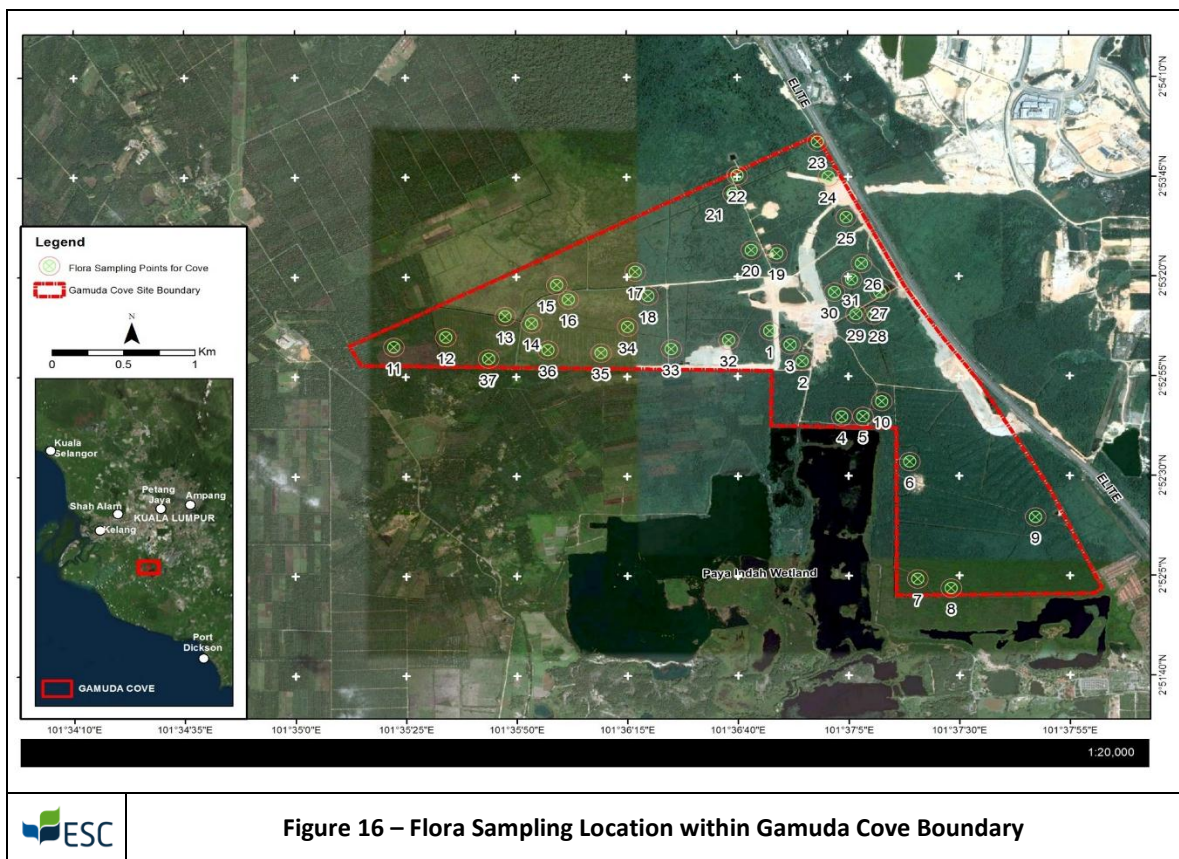 ELITE
23
24
22
21
25
20
19
26
31
27
30
29
28
15
16
17
18
13
14
34
1
3
2
32
33
11
12
37
36
35
4
5
10
6
9
7
8
ELITE
Paya Indah Wetland
Legend
Flora Sampling Points for Cove
Gamuda Cove Site Boundary
N
0 0.5 1
Km
Kuala
Selangor
Petang
Jaya
Ampang
Shah Alam
KUALA LUMPUR
Kelang
Port
Dickson
GAMUDA COVE
2°54'10"N
2°53'45"N
2°53'20"N
2°52'55"N
2°52'30"N
2°52'5"N
2°51'40"N
101°34'10"E 101°34'35"E 101°35'0"E 101°35'25"E 101°35'50"E 101°36'15"E 101°36'40"E 101°37'5"E 101°37'30"E 101°37'55"E
1:20,000
ESC
Figure 16 – Flora Sampling Location within Gamuda Cove Boundary